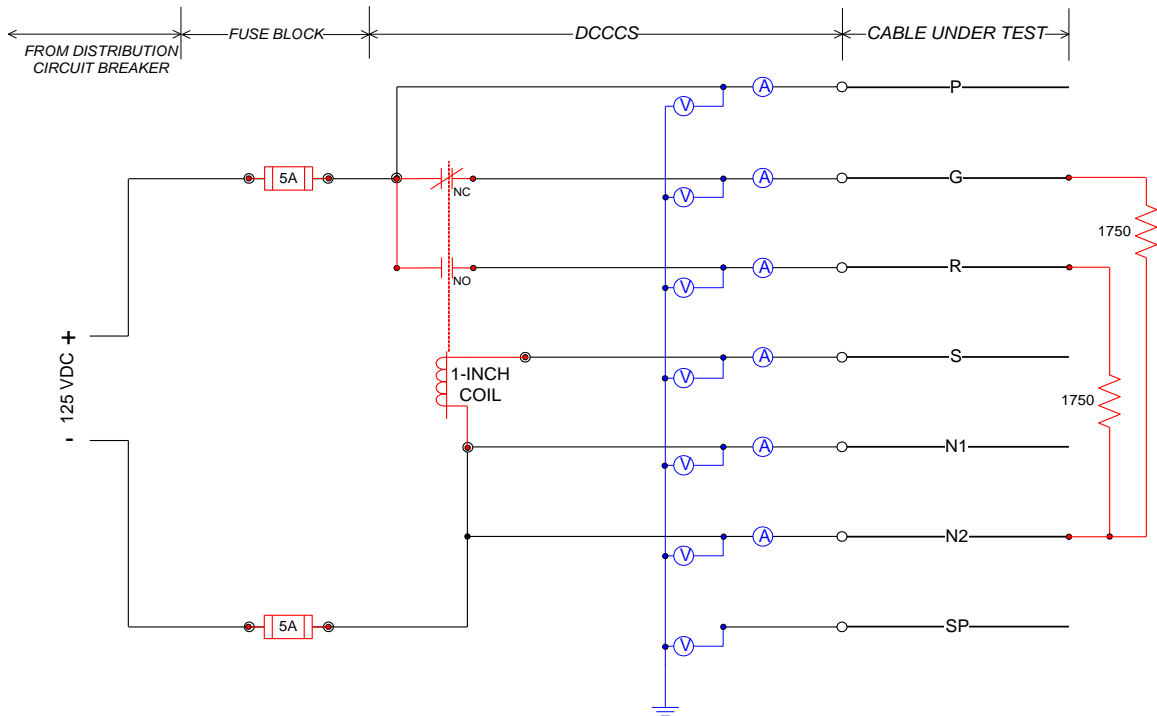 FROM DISTRIBUTION
CIRCUIT BREAKER
FUSE BLOCK
DCCCS
CABLE UNDER TEST
V
A
P
5A
NC
V
A
G
1750
NO
V
A
R
+
125 VDC
-
1-INCH
COIL
V
A
S
1750
V
A
N1
V
A
N2
5A
V
SP